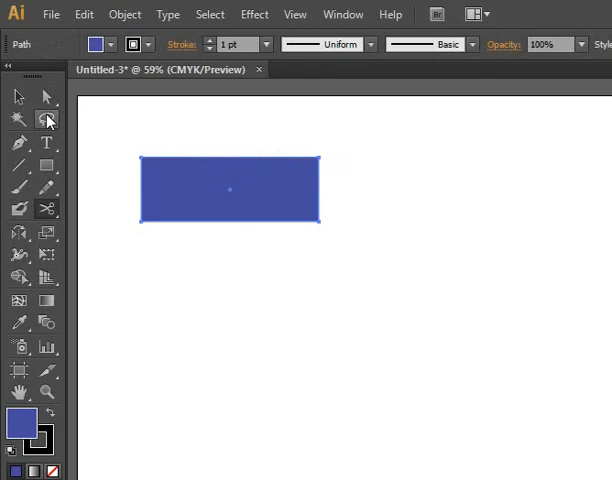 Ai File Edit Object Type Select Effect View Window Help Br
Path Stroke: 1 pt Uniform Basic Opacity: 100% Style
Untitled-3* @ 59% (CMYK/Preview) ×
T